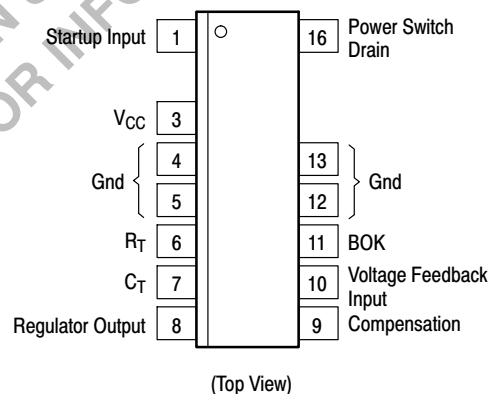 Startup Input 1
16 Power Switch
Drain
VCC 3
4
5
Gnd
13
12
Gnd
RT 6
11 BOK
CT 7
10 Voltage Feedback
Input
Regulator Output 8
9 Compensation
(Top View)